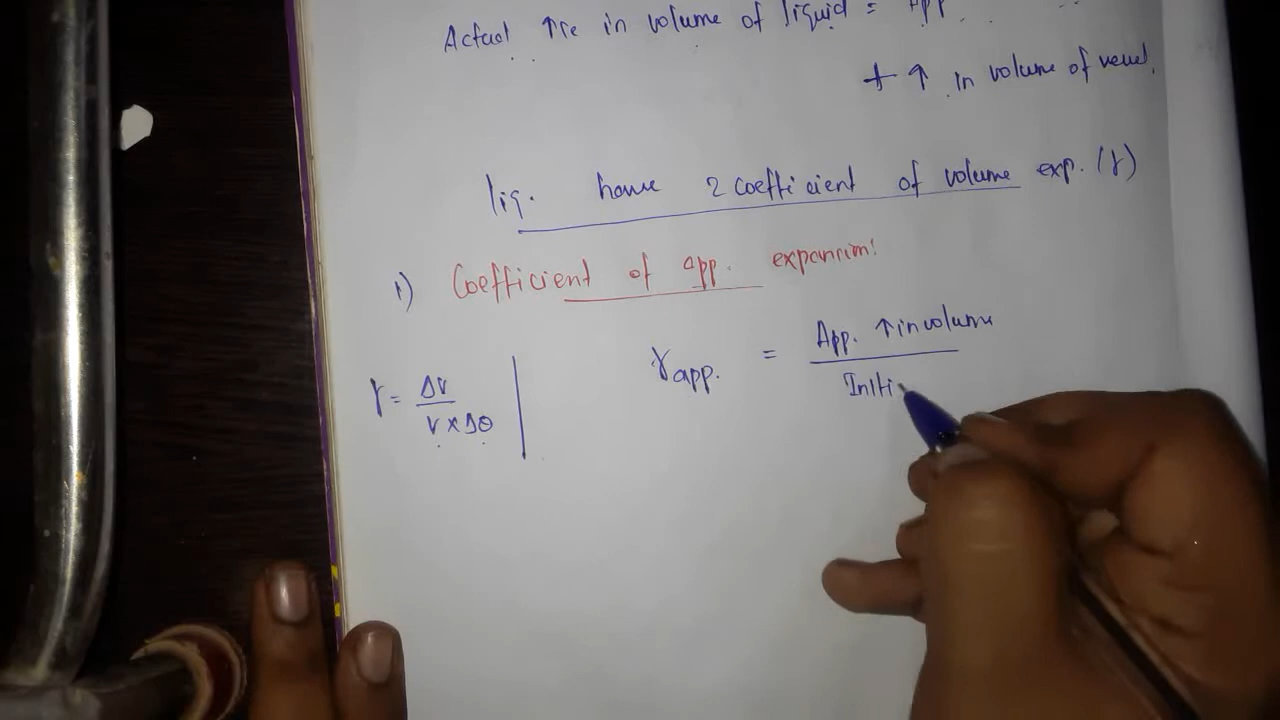 Actual ↑se in volume of liquid = App.
+ ↑ in volume of vessel.
liq. have 2 coefficient of volume exp. (γ)
1) Coefficient of app. expansion:
γapp. = App. ↑ in volume
Initi
γ = ΔV
V × Δθ